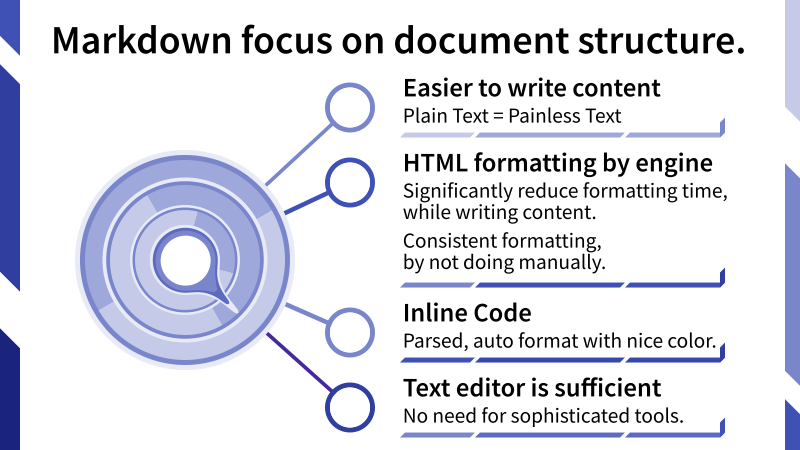 Markdown focus on document structure.
Easier to write content
Plain Text = Painless Text
HTML formatting by engine
Significantly reduce formatting time,
while writing content.
Consistent formatting,
by not doing manually.
Inline Code
Parsed, auto format with nice color.
Text editor is sufficient
No need for sophisticated tools.